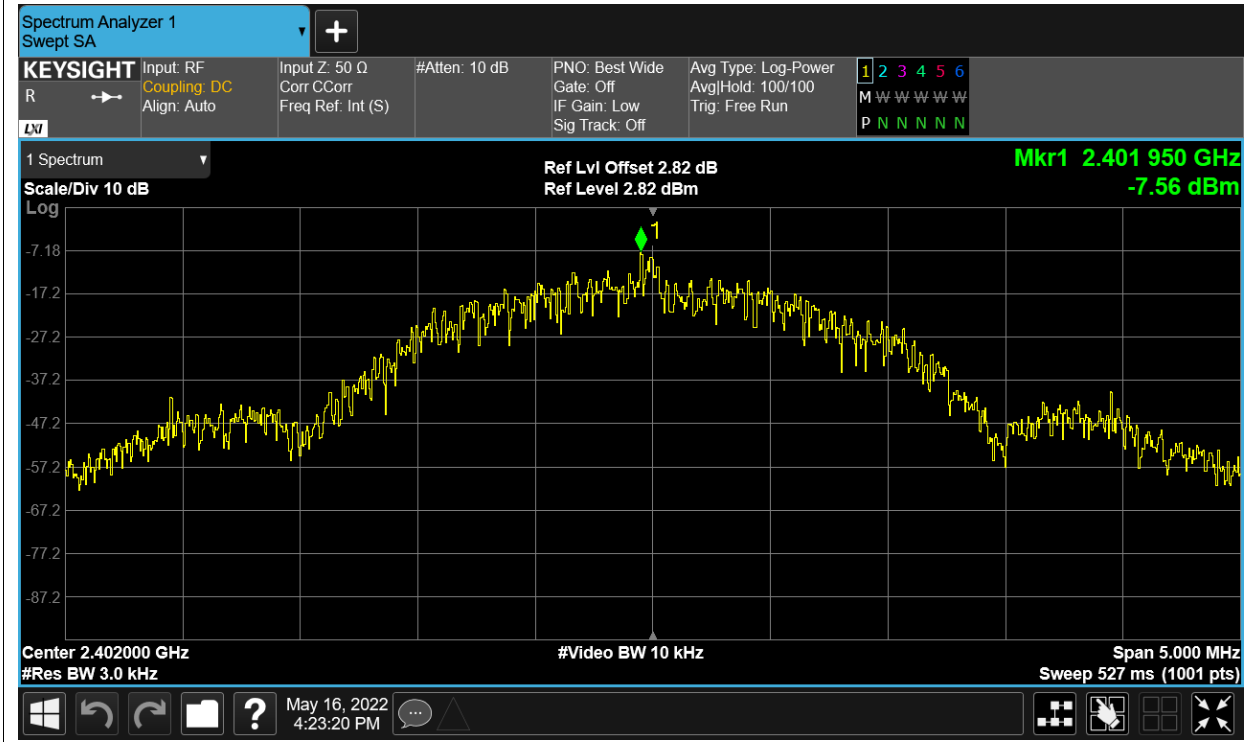 Spectrum Analyzer 1
Swept SA
KEYSIGHT
R
LXI
Input: RF
Coupling: DC
Align: Auto
Input Z: 50 Ω
Corr CCorr
Freq Ref: Int (S)
#Atten: 10 dB
PNO: Best Wide
Gate: Off
IF Gain: Low
Sig Track: Off
Avg Type: Log-Power
Avg|Hold: 100/100
Trig: Free Run
1 2 3 4 5 6
M W W W W W
P N N N N N
1 Spectrum
Scale/Div 10 dB
Log
Ref Lvl Offset 2.82 dB
Ref Level 2.82 dBm
Mkr1 2.401 950 GHz
-7.56 dBm
1
-7.18
-17.2
-27.2
-37.2
-47.2
-57.2
-67.2
-77.2
-87.2
Center 2.402000 GHz
#Video BW 10 kHz
Span 5.000 MHz
#Res BW 3.0 kHz
Sweep 527 ms (1001 pts)
?
May 16, 2022
4:23:20 PM